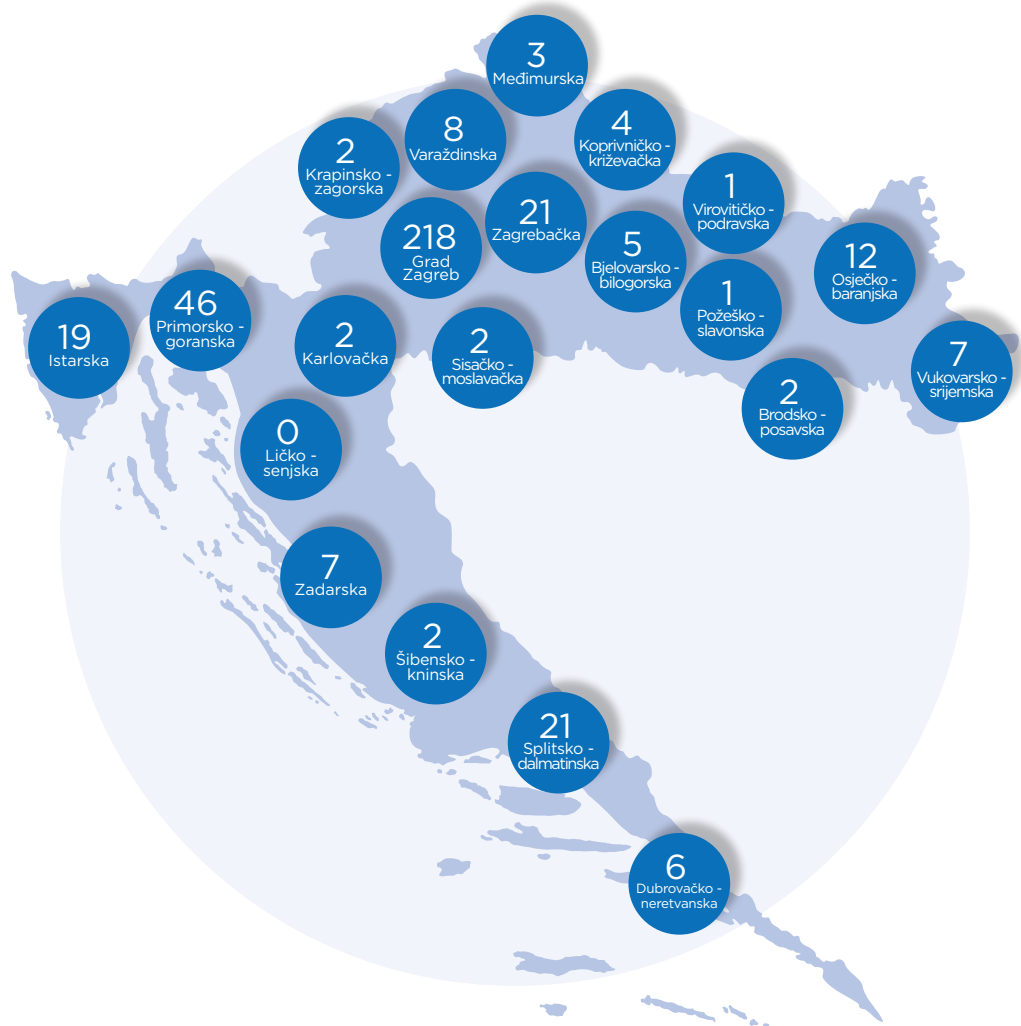 3
Međimurska
8
Varaždinska
4
Koprivničko -
križevačka
2
Krapinsko -
zagorska
1
Virovitičko -
podravska
21
Zagrebačka
218
Grad
Zagreb
5
Bjelovarsko -
bilogorska
12
Osječko -
baranjska
1
Požeško -
slavonska
46
Primorsko -
goranska
19
Istarska
2
Karlovačka
2
Sisačko -
moslavačka
7
Vukovarsko -
srijemska
2
Brodsko -
posavska
0
Ličko -
senjska
7
Zadarska
2
Šibensko -
kninska
21
Splitsko -
dalmatinska
6
Dubrovačko -
neretvanska